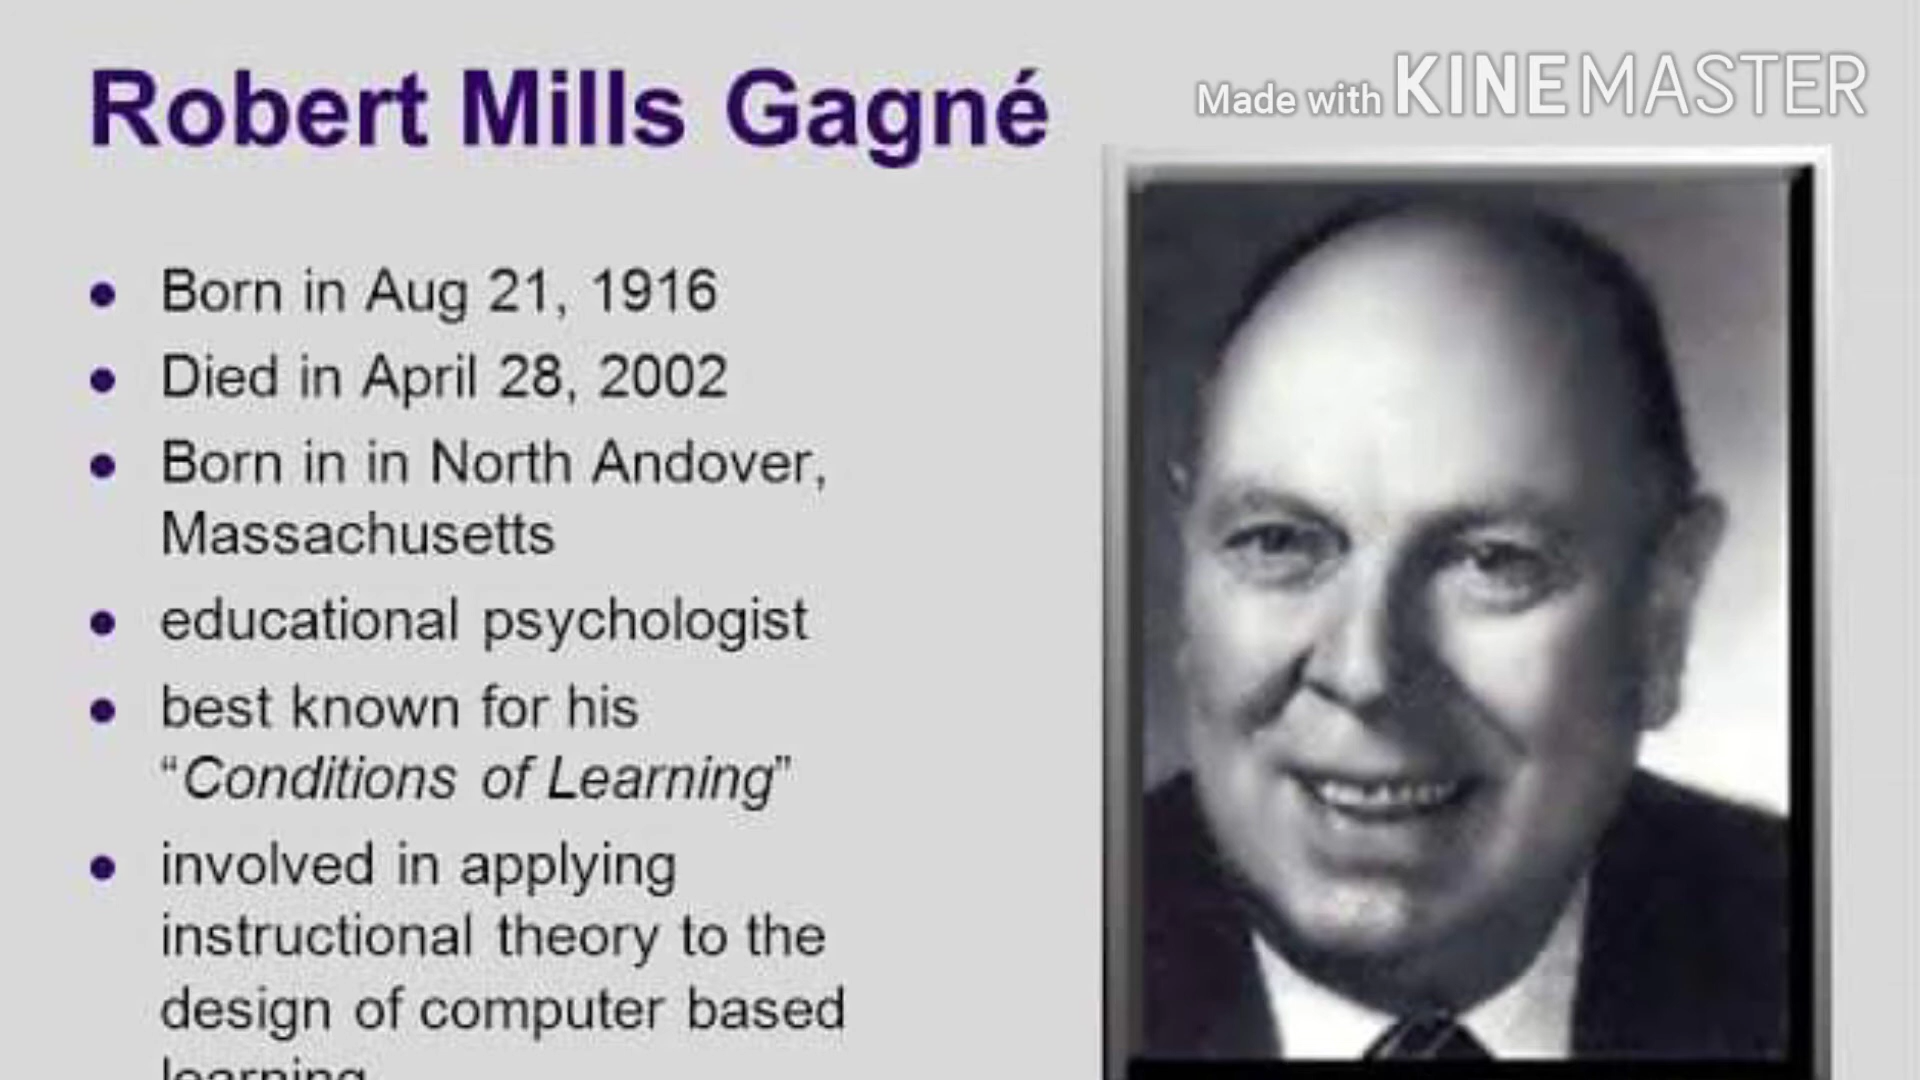 Robert Mills Gagné
Made with KINEMASTER
● Born in Aug 21, 1916
● Died in April 28, 2002
● Born in in North Andover,
Massachusetts
● educational psychologist
● best known for his
“Conditions of Learning”
● involved in applying
instructional theory to the
design of computer based
learning